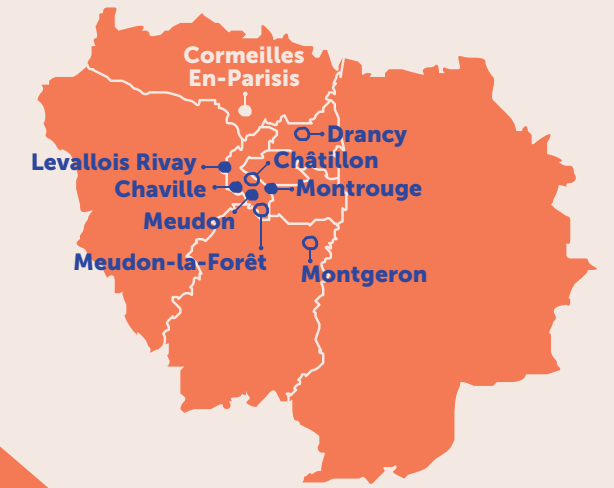 Cormeilles
En-Parisis
Drancy
Levallois Rivay
Châtillon
Chaville
Montrouge
Meudon
Meudon-la-Forêt
Montgeron